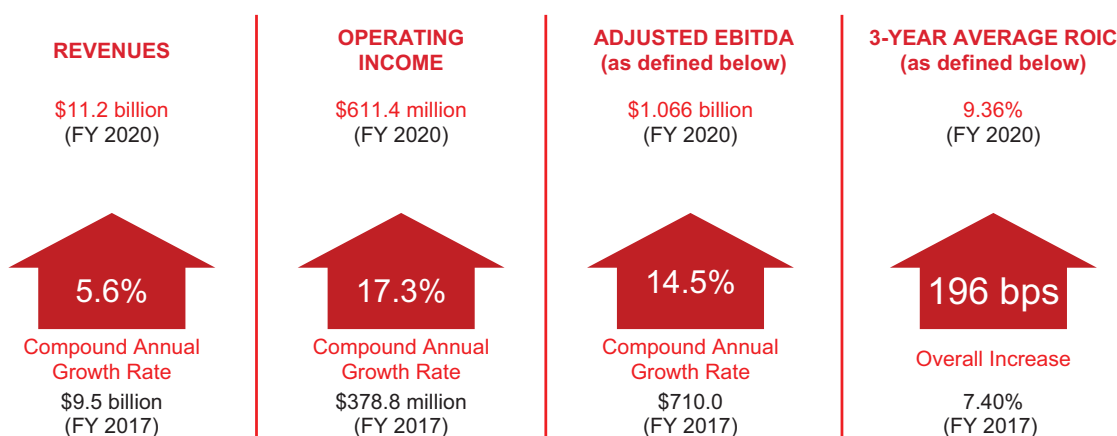 REVENUES
$11.2 billion
(FY 2020)
5.6%
Compound Annual
Growth Rate
$9.5 billion
(FY 2017)
OPERATING
INCOME
$611.4 million
(FY 2020)
17.3%
Compound Annual
Growth Rate
$378.8 million
(FY 2017)
ADJUSTED EBITDA
(as defined below)
$1.066 billion
(FY 2020)
14.5%
Compound Annual
Growth Rate
$710.0
(FY 2017)
3-YEAR AVERAGE ROIC
(as defined below)
9.36%
(FY 2020)
196 bps
Overall Increase
7.40%
(FY 2017)